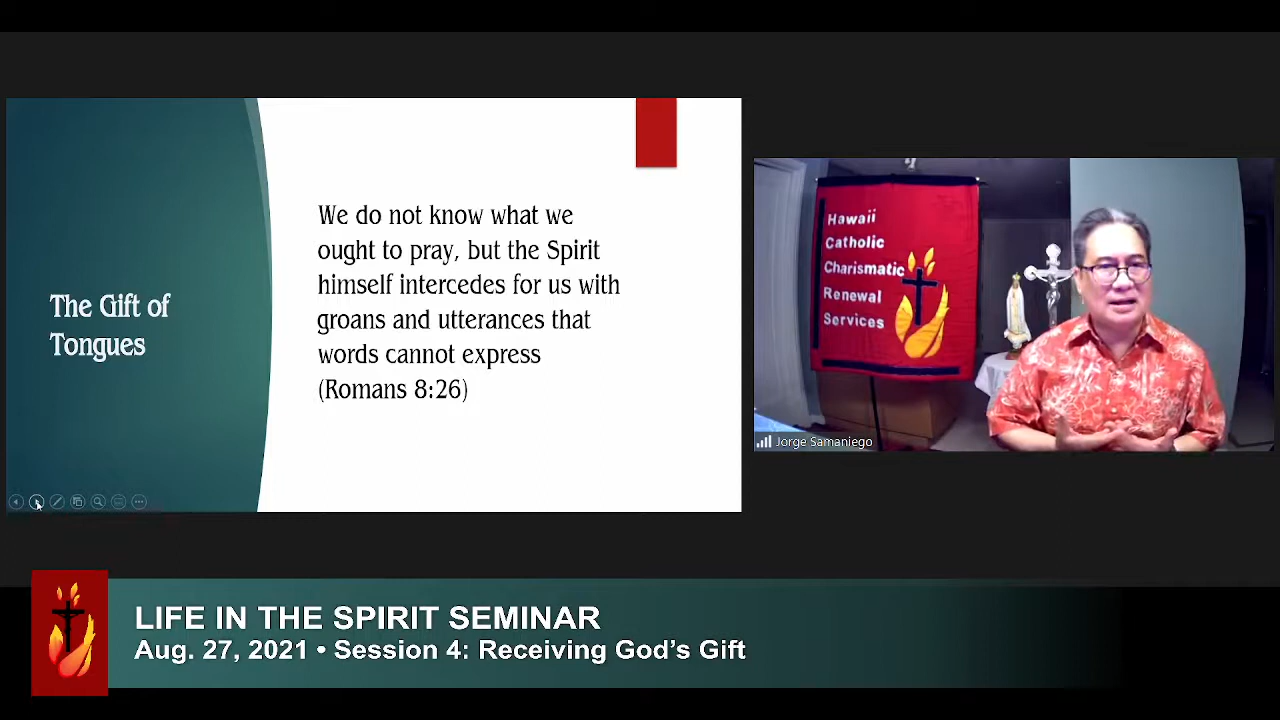 The Gift of
Tongues
We do not know what we
ought to pray, but the Spirit
himself intercedes for us with
groans and utterances that
words cannot express
(Romans 8:26)
Hawaii
Catholic
Charismatic
Renewal
Services
Jorge Samaniego
LIFE IN THE SPIRIT SEMINAR
Aug. 27, 2021 • Session 4: Receiving God’s Gift